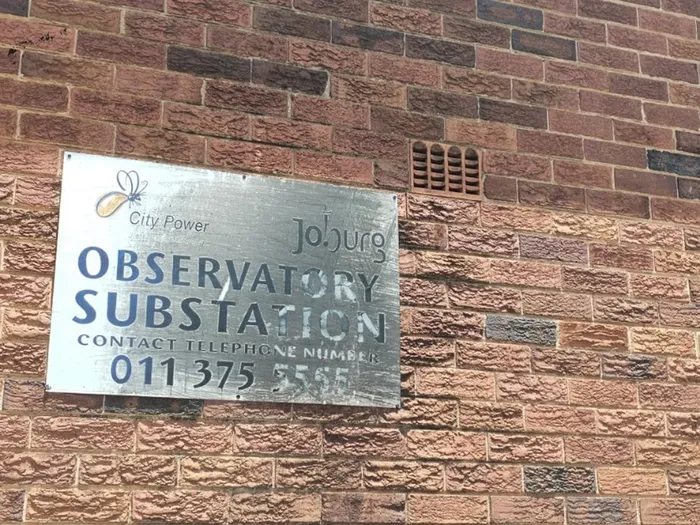 City Power
Joburg
OBSERVATORY
SUBSTATION
CONTACT TELEPHONE NUMBER
011 375 5555